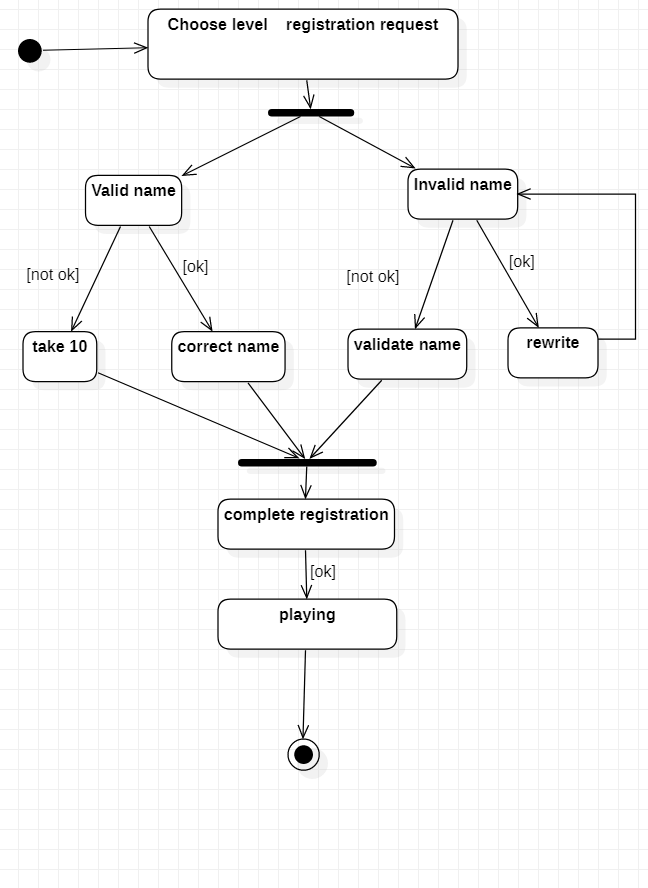 Choose level    registration request
Valid name
Invalid name
[not ok]
[ok]
[not ok]
[ok]
take 10
correct name
validate name
rewrite
complete registration
[ok]
playing